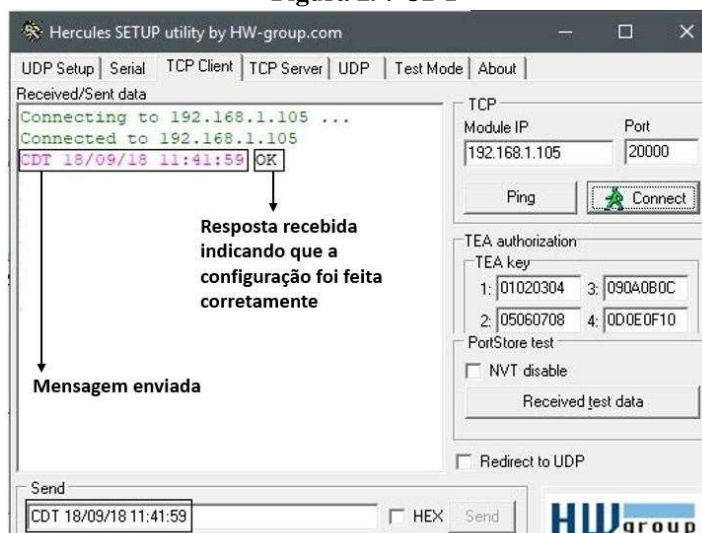 Hercules SETUP utility by HW-group.com
UDP Setup Serial TCP Client TCP Server UDP Test Mode About
Received/Sent data
Connecting to 192.168.1.105 ...
Connected to 192.168.1.105
CDT 18/09/18 11:41:59 OK
Resposta recebida
indicando que a
configuração foi feita
corretamente
Mensagem enviada
TCP
Module IP Port
192.168.1.105 20000
Ping Connect
TEA authorization
TEA key
1: 01020304 3: 090A0B0C
2: 05060708 4: 0D0E0F10
PortStore test
NVT disable
Received test data
Redirect to UDP
Send
CDT 18/09/18 11:41:59 HEX Send
HW group